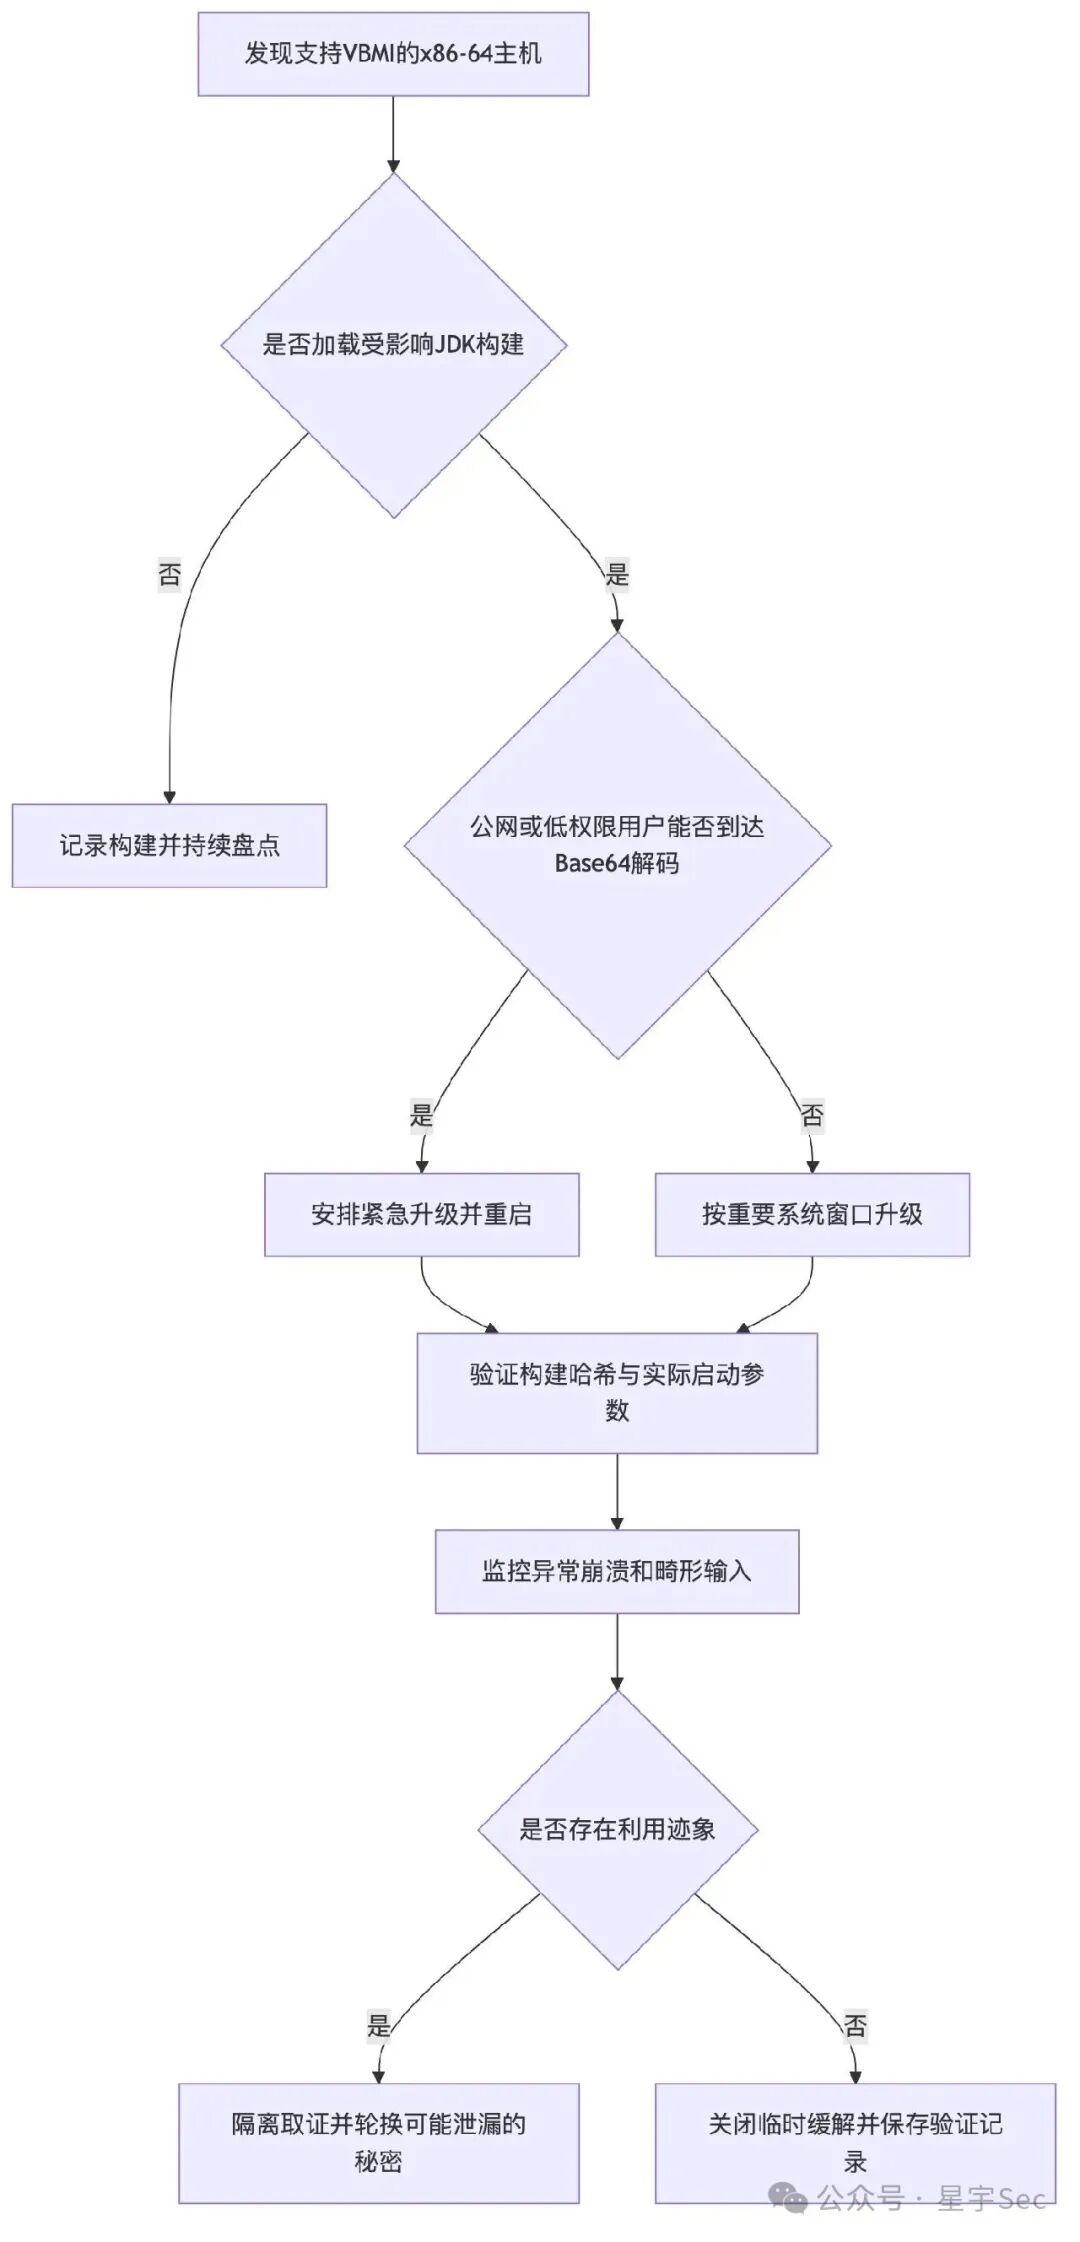 发现支持VBMI的x86-64主机
是否加载受影响JDK构建
否
是
公网或低权限用户能否到达
Base64解码
记录构建并持续盘点
是
否
安排紧急升级并重启
按重要系统窗口升级
验证构建哈希与实际启动参
数
监控异常崩溃和畸形输入
是否存在利用迹象
是
否
隔离取证并轮换可能泄漏的
秘密
关闭临时缓解并保存验证记
录
公众号 · 星宇Sec